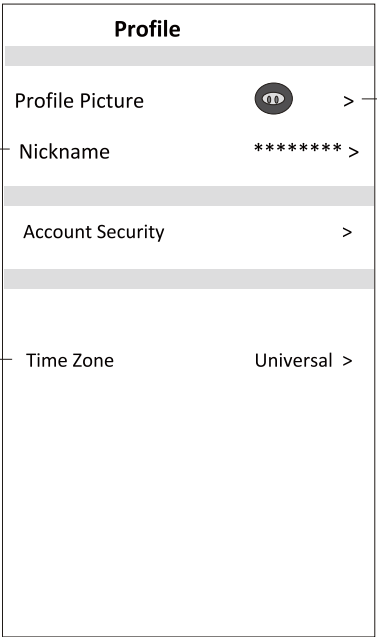 Profile
Profile Picture >
Nickname ******** >
Account Security >
Time Zone Universal >